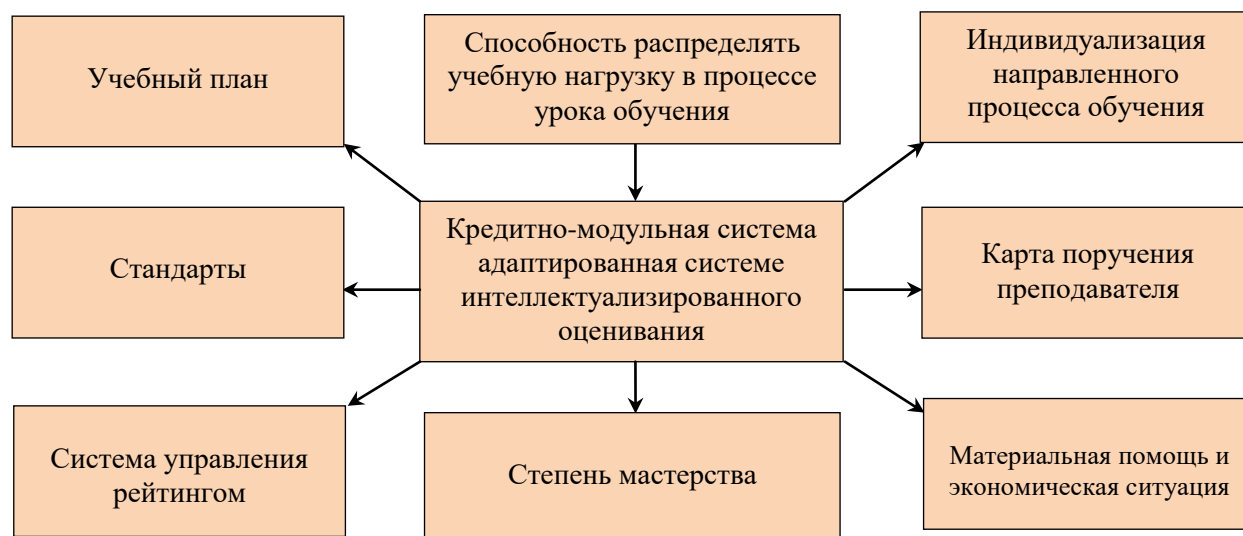 Учебный план
Способность распределять
учебную нагрузку в процессе
урока обучения
Индивидуализация
направленного
процесса обучения
Стандарты
Кредитно-модульная система
адаптированная системе
интеллектуализированного
оценивания
Карта поручения
преподавателя
Система управления
рейтингом
Степень мастерства
Материальная помощь и
экономическая ситуация